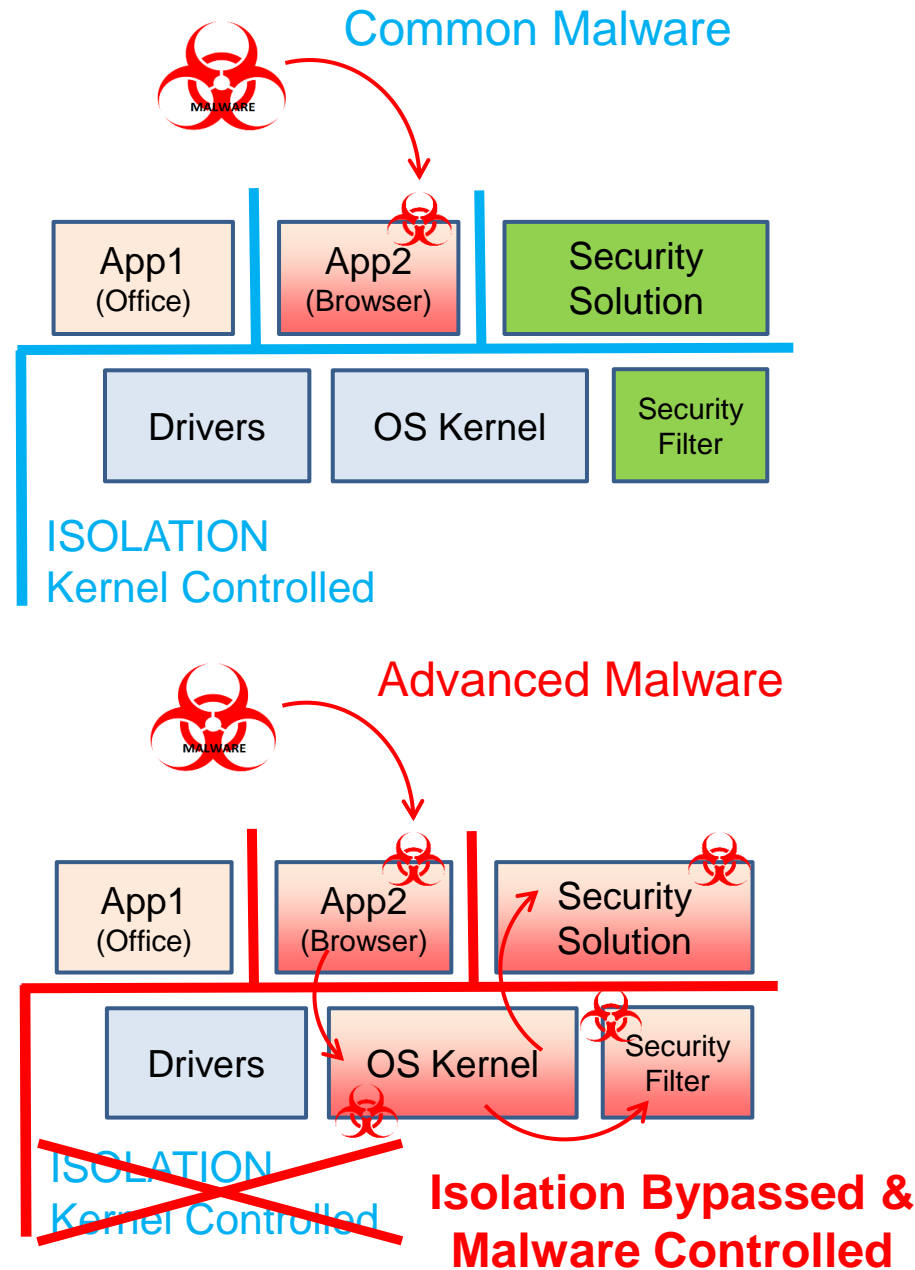 Common Malware
MALWARE
App1
(Office)
App2
(Browser)
Security
Solution
Drivers
OS Kernel
Security
Filter
ISOLATION
Kernel Controlled
Advanced Malware
MALWARE
App1
(Office)
App2
(Browser)
Security
Solution
Drivers
OS Kernel
Security
Filter
ISOLATION
Kernel Controlled
Isolation Bypassed &
Malware Controlled